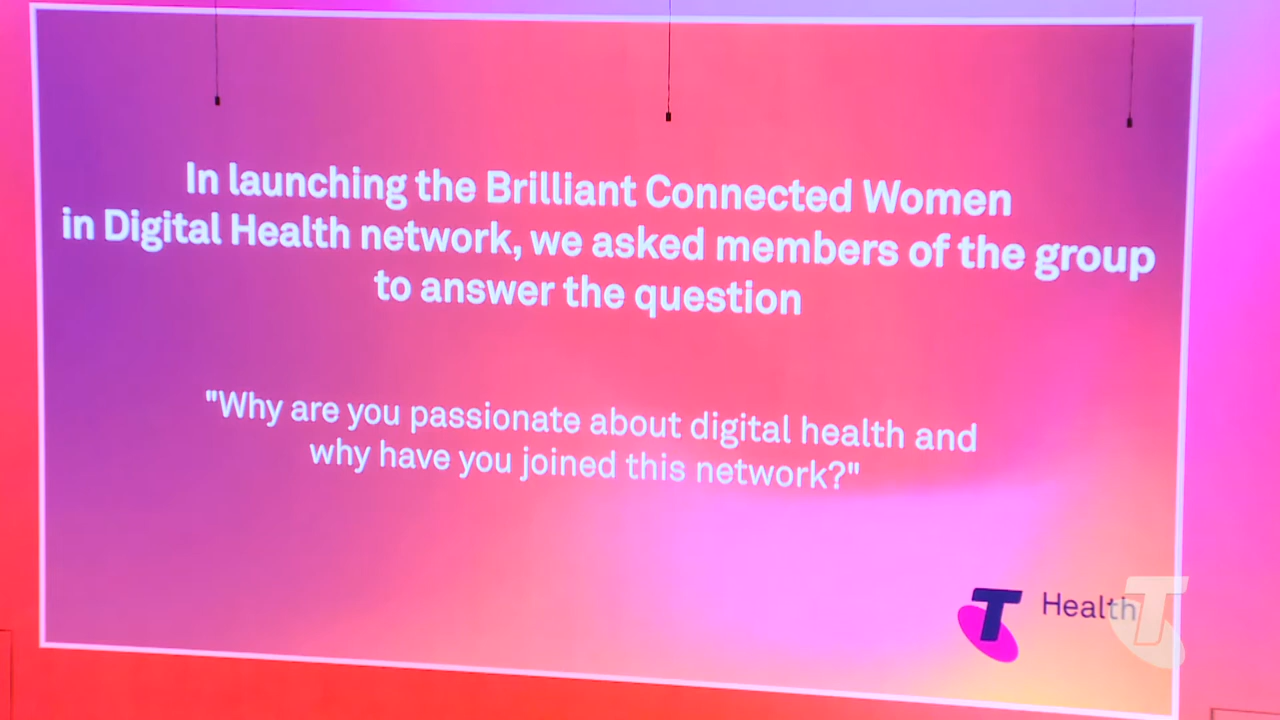 In launching the Brilliant Connected Women
in Digital Health network, we asked members of the group
to answer the question
"Why are you passionate about digital health and
why have you joined this network?"
T Health
T